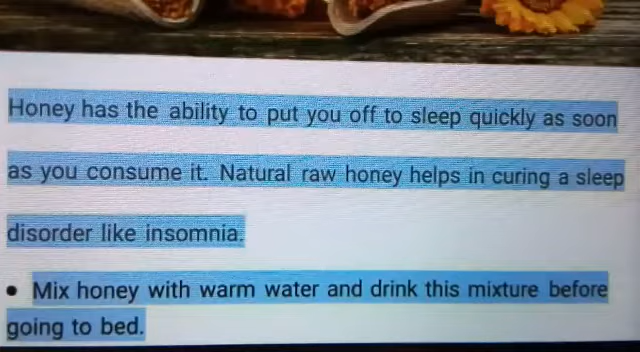 Honey has the ability to put you off to sleep quickly as soon
as you consume it. Natural raw honey helps in curing a sleep
disorder like insomnia.
• Mix honey with warm water and drink this mixture before
going to bed.